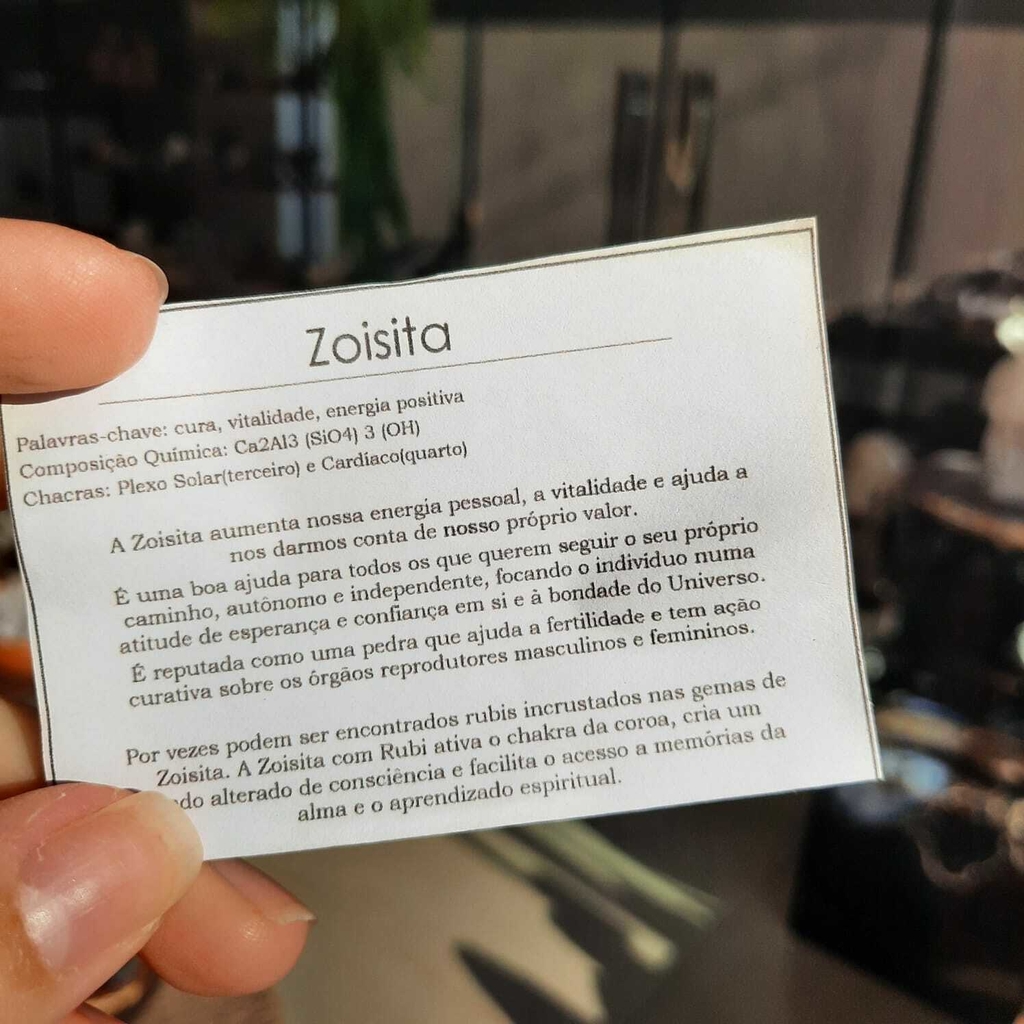 Zoisita
Palavras-chave: cura, vitalidade, energia positiva
Composição Química: Ca2Al3 (SiO4) 3 (OH)
Chacras: Plexo Solar(terceiro) e Cardíaco(quarto)
A Zoisita aumenta nossa energia pessoal, a vitalidade e ajuda a
nos darmos conta de nosso próprio valor.
É uma boa ajuda para todos os que querem seguir o seu próprio
caminho, autônomo e independente, focando o indivíduo numa
atitude de esperança e confiança em si e à bondade do Universo.
É reputada como uma pedra que ajuda a fertilidade e tem ação
curativa sobre os órgãos reprodutores masculinos e femininos.
Por vezes podem ser encontrados rubis incrustados nas gemas de
Zoisita. A Zoisita com Rubi ativa o chakra da coroa, cria um
alterado de consciência e facilita o acesso a memórias da
alma e o aprendizado espiritual.